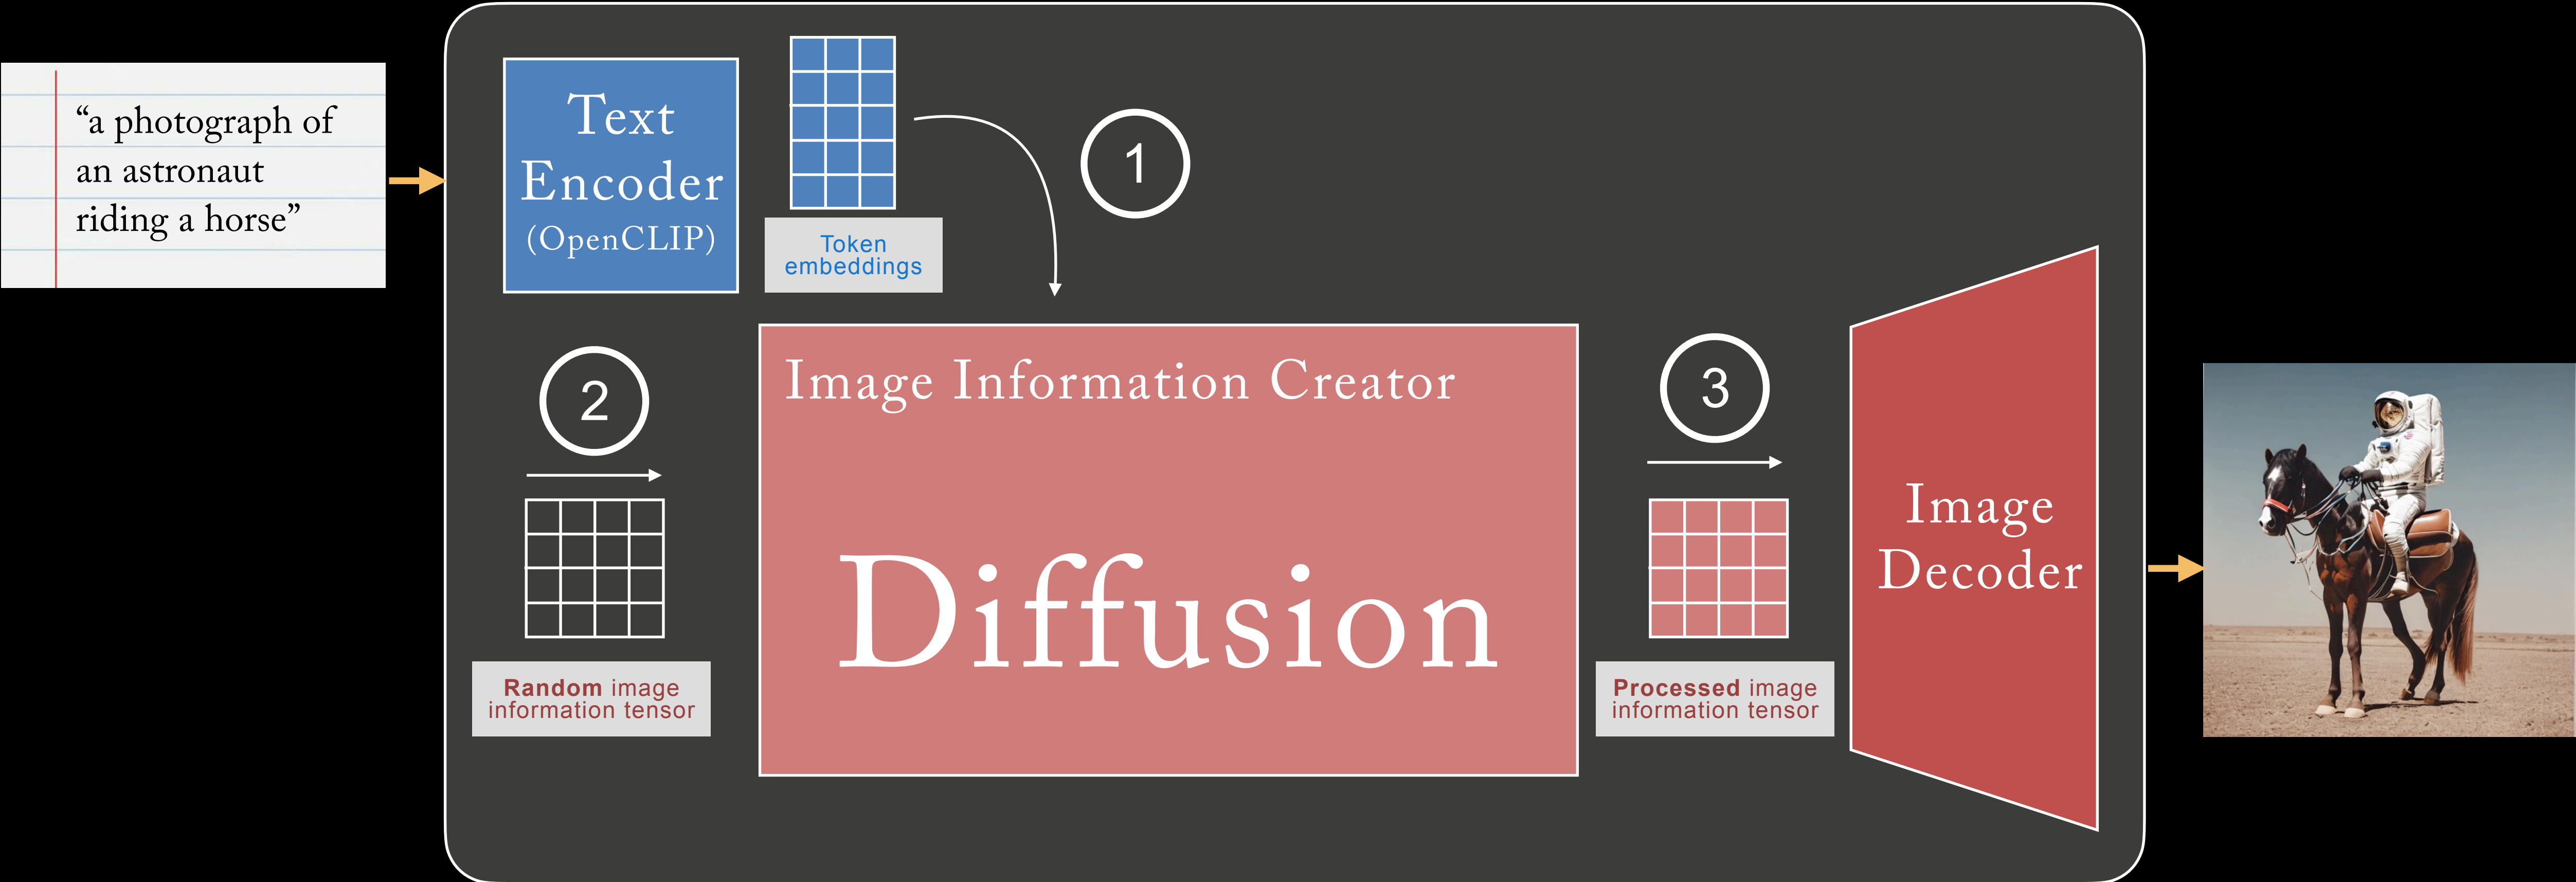 “a photograph of
an astronaut
riding a horse”
Text
Encoder
(OpenCLIP)
Token
embeddings
1
2
Random image
information tensor
Image Information Creator
Diffusion
3
Processed image
information tensor
Image
Decoder